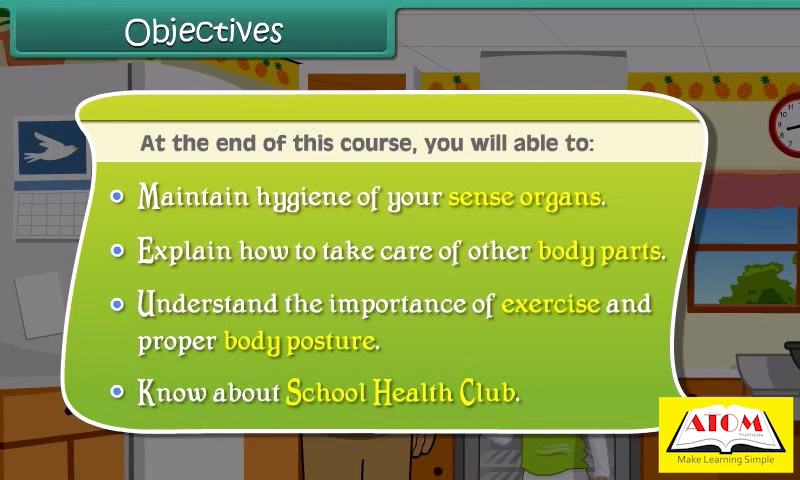 Objectives
At the end of this course, you will able to:
Maintain hygiene of your sense organs.
Explain how to take care of other body parts.
Understand the importance of exercise and
proper body posture.
Know about School Health Club.
ATOM
TUITION
Make Learning Simple